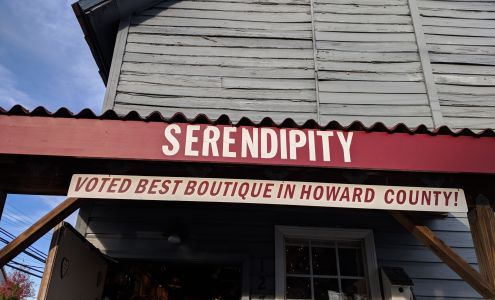 SERENDIPITY
VOTED BEST BOUTIQUE IN HOWARD COUNTY!